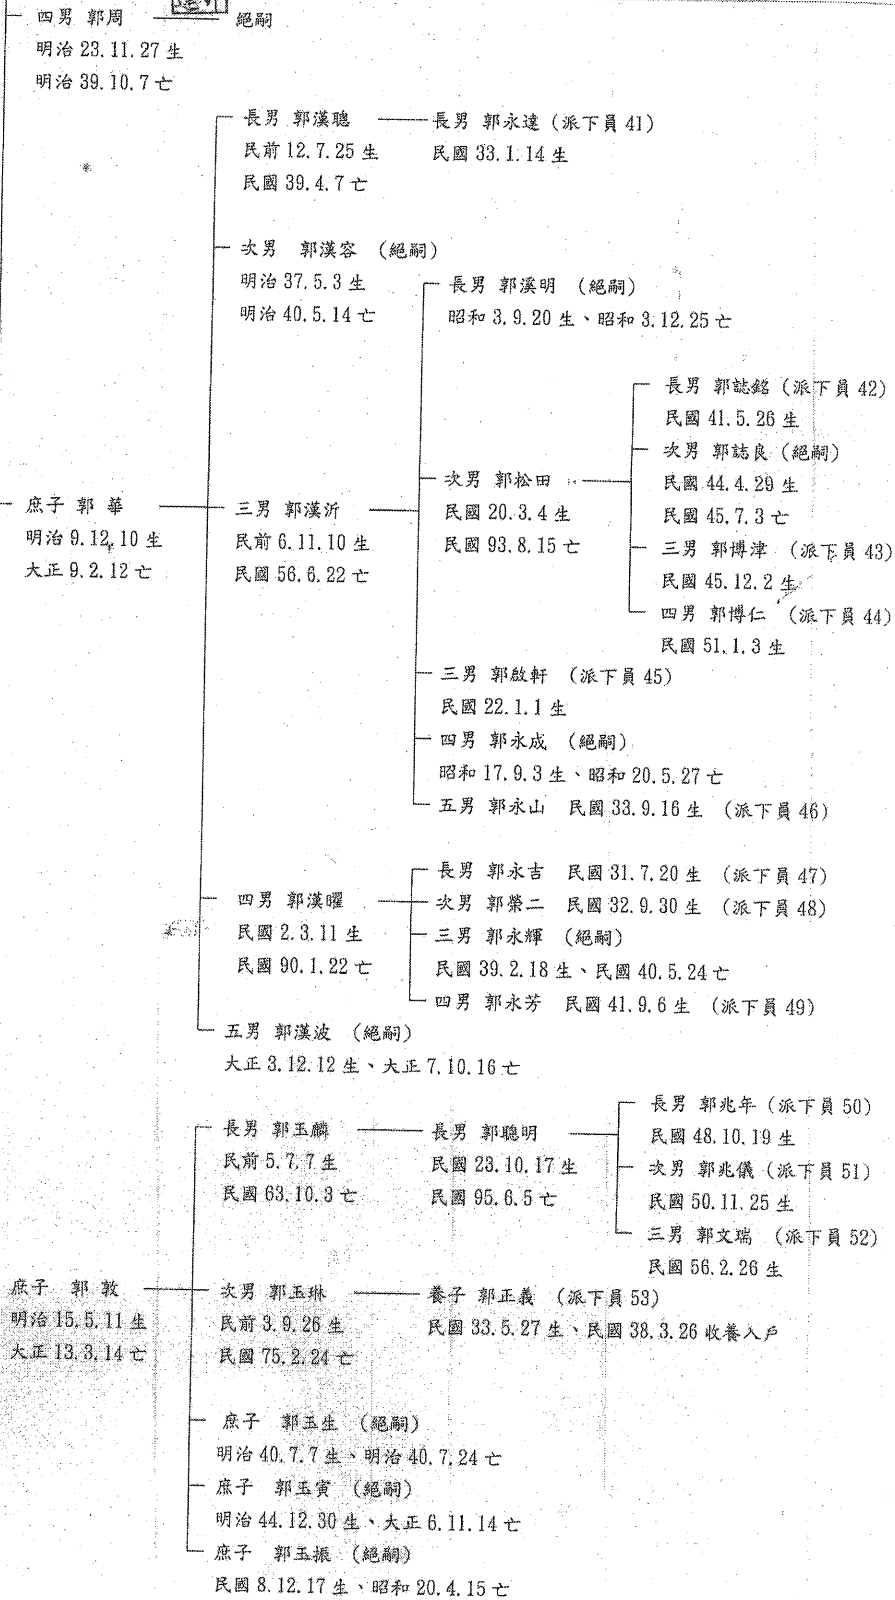 四男 郭周 絕嗣
明治 23.11.27 生
明治 39.10.7 亡
長男 郭漢聰 長男 郭永達 (派下員 41)
民前 12.7.25 生 民國 33.1.14 生
民國 39.4.7 亡
次男 郭漢容 (絕嗣)
明治 37.5.3 生
明治 40.5.14 亡
長男 郭溪明 (絕嗣)
昭和 3.9.20 生、昭和 3.12.25 亡
長男 郭誌銘 (派下員 42)
民國 41.5.26 生
次男 郭誌良 (絕嗣)
次男 郭松田
民國 44.4.29 生
民國 20.3.4 生
民國 45.7.3 亡
民國 93.8.15 亡
三男 郭博津 (派下員 43)
民國 45.12.2 生
四男 郭博仁 (派下員 44)
民國 51.1.3 生
庶子 郭華 三男 郭漢沂
明治 9.12.10 生 民前 6.11.10 生
大正 9.2.12 亡 民國 56.6.22 亡
三男 郭啟軒 (派下員 45)
民國 22.1.1 生
四男 郭永成 (絕嗣)
昭和 17.9.3 生、昭和 20.5.27 亡
五男 郭永山 民國 33.9.16 生 (派下員 46)
長男 郭永吉 民國 31.7.20 生 (派下員 47)
四男 郭漢曜 次男 郭榮二 民國 32.9.30 生 (派下員 48)
民國 2.3.11 生 三男 郭永輝 (絕嗣)
民國 90.1.22 亡 民國 39.2.18 生、民國 40.5.24 亡
四男 郭永芳 民國 41.9.6 生 (派下員 49)
五男 郭漢波 (絕嗣)
大正 3.12.12 生、大正 7.10.16 亡
長男 郭兆年 (派下員 50)
長男 郭玉麟 長男 郭聰明
民國 48.10.19 生
民前 5.7.7 生 民國 23.10.17 生
次男 郭兆儀 (派下員 51)
民國 63.10.3 亡 民國 95.6.5 亡
民國 50.11.25 生
三男 郭文瑞 (派下員 52)
民國 56.2.26 生
庶子 郭敦 次男 郭玉琳 養子 郭正義 (派下員 53)
明治 15.5.11 生 民前 3.9.26 生 民國 33.5.27 生、民國 38.3.26 收養入戶
大正 13.3.14 亡 民國 75.2.24 亡
庶子 郭玉生 (絕嗣)
明治 40.7.7 生、明治 40.7.24 亡
庶子 郭玉寅 (絕嗣)
明治 44.12.30 生、大正 6.11.14 亡
庶子 郭玉振 (絕嗣)
民國 8.12.17 生、昭和 20.4.15 亡